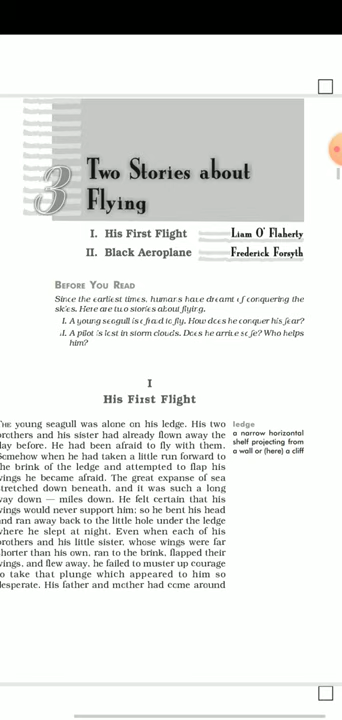 3
Two Stories about
Flying
I. His First Flight Liam O' Flaherty
II. Black Aeroplane Frederick Forsyth
BEFORE YOU READ
Since the earliest times, humans have dreamt of conquering the
skies. Here are two stories about flying.
I. A young seagull is afraid to fly. How does he conquer his fear?
II. A pilot is lost in storm clouds. Does he arrive safe? Who helps
him?
I
His First Flight
THE young seagull was alone on his ledge. His two
brothers and his sister had already flown away the
day before. He had been afraid to fly with them.
Somehow when he had taken a little run forward to
the brink of the ledge and attempted to flap his
wings he became afraid. The great expanse of sea
stretched down beneath, and it was such a long
way down — miles down. He felt certain that his
wings would never support him; so he bent his head
and ran away back to the little hole under the ledge
where he slept at night. Even when each of his
brothers and his little sister, whose wings were far
shorter than his own, ran to the brink, flapped their
wings, and flew away, he failed to muster up courage
to take that plunge which appeared to him so
desperate. His father and mother had come around
ledge
a narrow horizontal
shelf projecting from
a wall or (here) a cliff